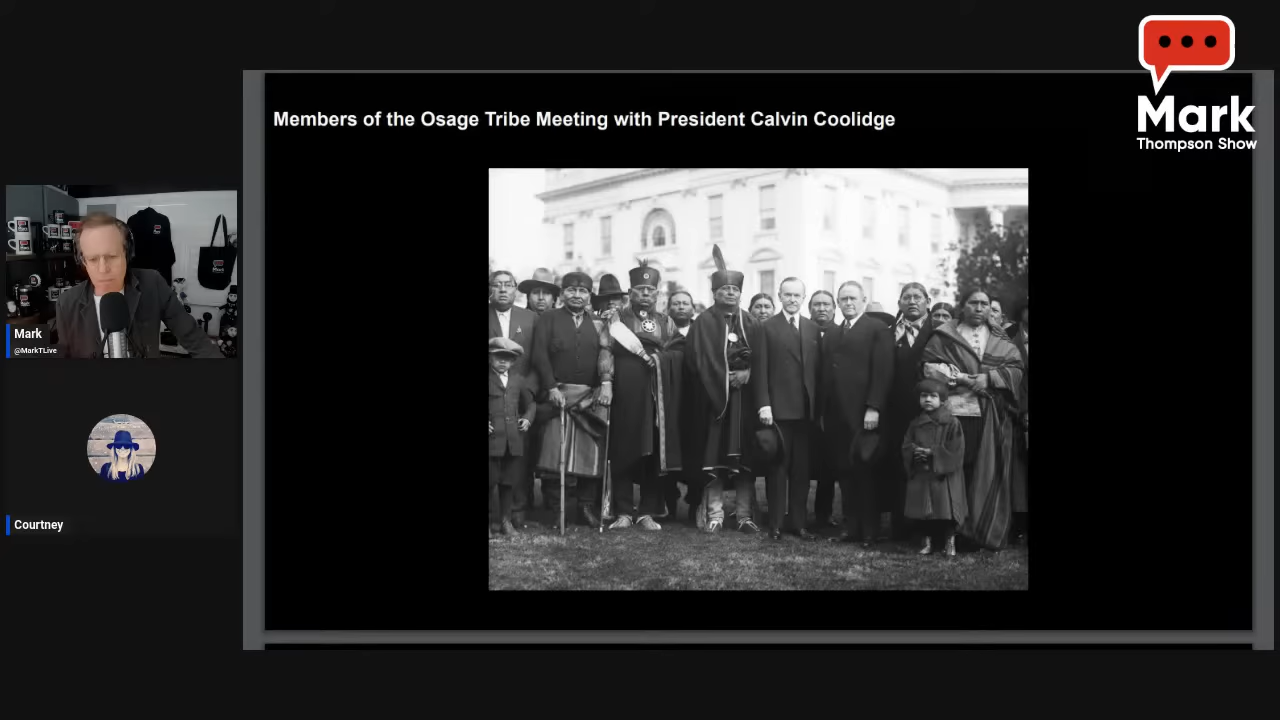 Members of the Osage Tribe Meeting with President Calvin Coolidge
Mark
Thompson Show
Mark
@MarkTLive
Courtney